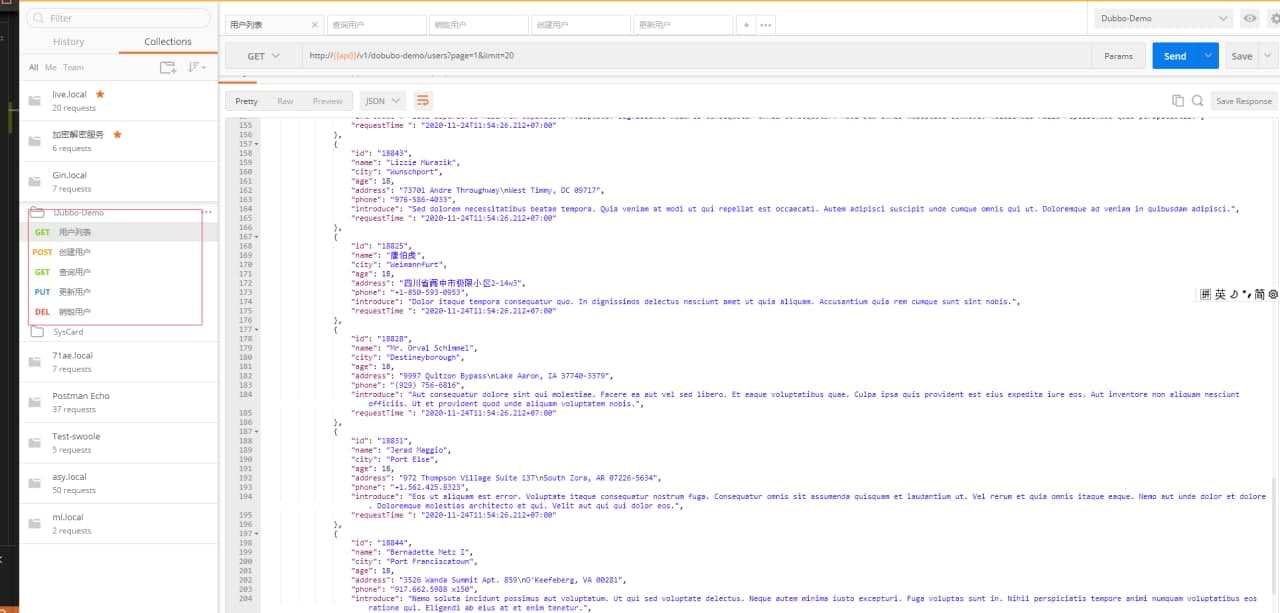 Filter
History Collections
All Me Team
live.local
20 requests
加密解密服务
6 requests
Gin.local
7 requests
Dubbo-Demo
GET 用户列表
POST 创建用户
GET 查询用户
PUT 更新用户
DEL 销毁用户
SysCard
71ae.local
7 requests
Postman Echo
37 requests
Test-swoole
5 requests
asy.local
50 requests
ml.local
2 requests
用户列表 查询用户 销毁用户 创建用户 更新用户
Dubbo-Demo
GET http://{{api}}/v1/dobubo-demo/users?page=1&limit=20 Params Send Save
Pretty Raw Preview JSON Save Response
155 "requestTime ": "2020-11-24T11:54:26.212+07:00"
156 },
157 {
158 "id": "18843",
159 "name": "Lizzie Murazik",
160 "city": "Wunschport",
161 "age": 18,
162 "address": "73701 Andre Throughway\nWest Timmy, DC 09717",
163 "phone": "976-586-4033",
164 "introduce": "Sed dolorem necessitatibus beatae tempora. Quia veniam at modi ut qui repellat est occaecati. Autem adipisci suscipit unde cumque omnis qui ut. Doloremque ad veniam in quibusdam adipisci.",
165 "requestTime ": "2020-11-24T11:54:26.212+07:00"
166 },
167 {
168 "id": "18825",
169 "name": "唐伯虎",
170 "city": "Weimannfurt",
171 "age": 18,
172 "address": "四川省阆中市极限小区2-14w3",
173 "phone": "+1-850-593-0953",
174 "introduce": "Dolor itaque tempora consequatur quo. In dignissimos delectus nesciunt amet ut quia aliquam. Accusantium quia rem cumque sunt sint nobis.",
175 "requestTime ": "2020-11-24T11:54:26.212+07:00"
176 },
177 {
178 "id": "18828",
179 "name": "Mr. Orval Schimmel",
180 "city": "Destineyborough",
181 "age": 18,
182 "address": "9997 Quitzon Bypass\nLake Aaron, IA 37740-3379",
183 "phone": "(929) 756-6816",
184 "introduce": "Aut consequatur dolore sint qui molestiae. Facere ea aut vel sed libero. Et eaque voluptatibus quae. Culpa ipsa quis provident est eius expedita iure eos. Aut inventore non aliquam nesciunt
officiis. Ut et provident quod unde aliquam voluptatem nobis.",
185 "requestTime ": "2020-11-24T11:54:26.212+07:00"
186 },
187 {
188 "id": "18831",
189 "name": "Jerad Maggio",
190 "city": "Port Else",
191 "age": 18,
192 "address": "972 Thompson Village Suite 137\nSouth Zora, AR 07226-5634",
193 "phone": "+1.562.425.8323",
194 "introduce": "Eos ut aliquam est error. Voluptate itaque consequatur nostrum fuga. Consequatur omnis sit assumenda quisquam et laudantium ut. Vel rerum et quia omnis itaque eaque. Nemo aut unde dolor et dolore
. Doloremque molestias architecto et qui. Velit aut qui qui dolor eos.",
195 "requestTime ": "2020-11-24T11:54:26.212+07:00"
196 },
197 {
198 "id": "18844",
199 "name": "Bernadette Metz I",
200 "city": "Port Franciscatown",
201 "age": 18,
202 "address": "3526 Wanda Summit Apt. 859\nO'Keefeberg, VA 00281",
203 "phone": "917.662.5988 x150",
204 "introduce": "Nemo soluta incidunt possimus aut voluptatum. Ut qui sed voluptate delectus. Neque autem minima iusto excepturi. Fuga voluptas sunt in. Nihil perspiciatis tempore animi numquam voluptatibus eos
ratione qui. Eligendi ab eius at et enim tenetur.",
拼 英 简